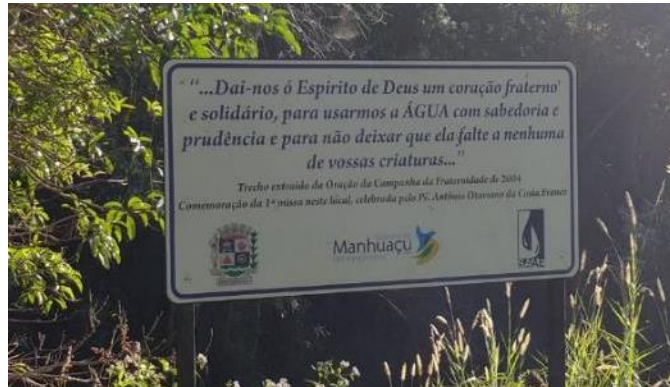 "...Dai-nos ó Espirito de Deus um coração fraterno
e solidário, para usarmos a ÁGUA com sabedoria e
prudência e para não deixar que ela falte a nenhuma
de vossas criaturas..."
Trecho extraído da Oração da Campanha da Fraternidade de 2004
Comemoração da 1ª missa neste local, celebrada pelo Pe. Antônio Otaviano da Costa Franco
Manhuaçu
SAAE